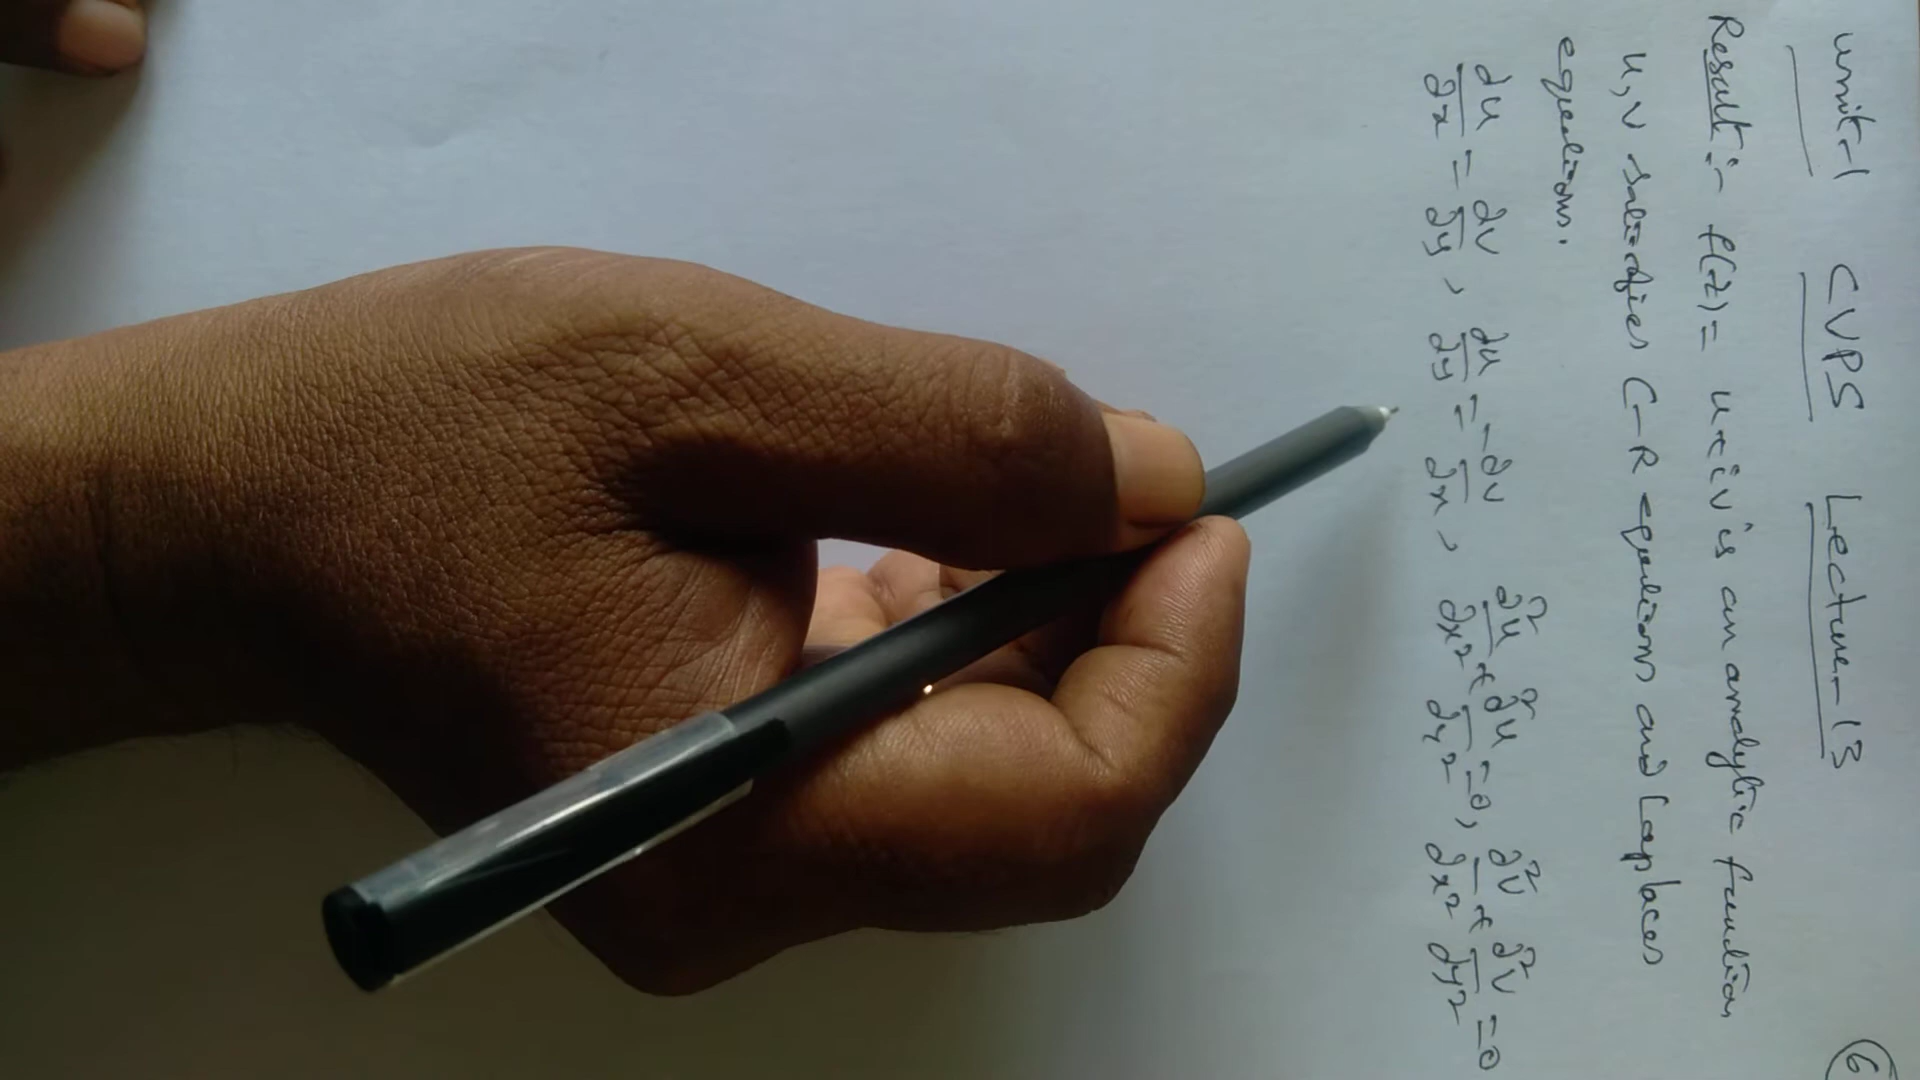 Unit-1 CVPS Lecture-13
6
Result:- f(z) = u+iv is an analytic function
u,v satisfies C-R equations and Laplaces
equations.
∂u/∂x = ∂v/∂y, ∂u/∂y = -∂v/∂x, ∂²u/∂x² + ∂²u/∂y² = 0, ∂²v/∂x² + ∂²v/∂y² = 0